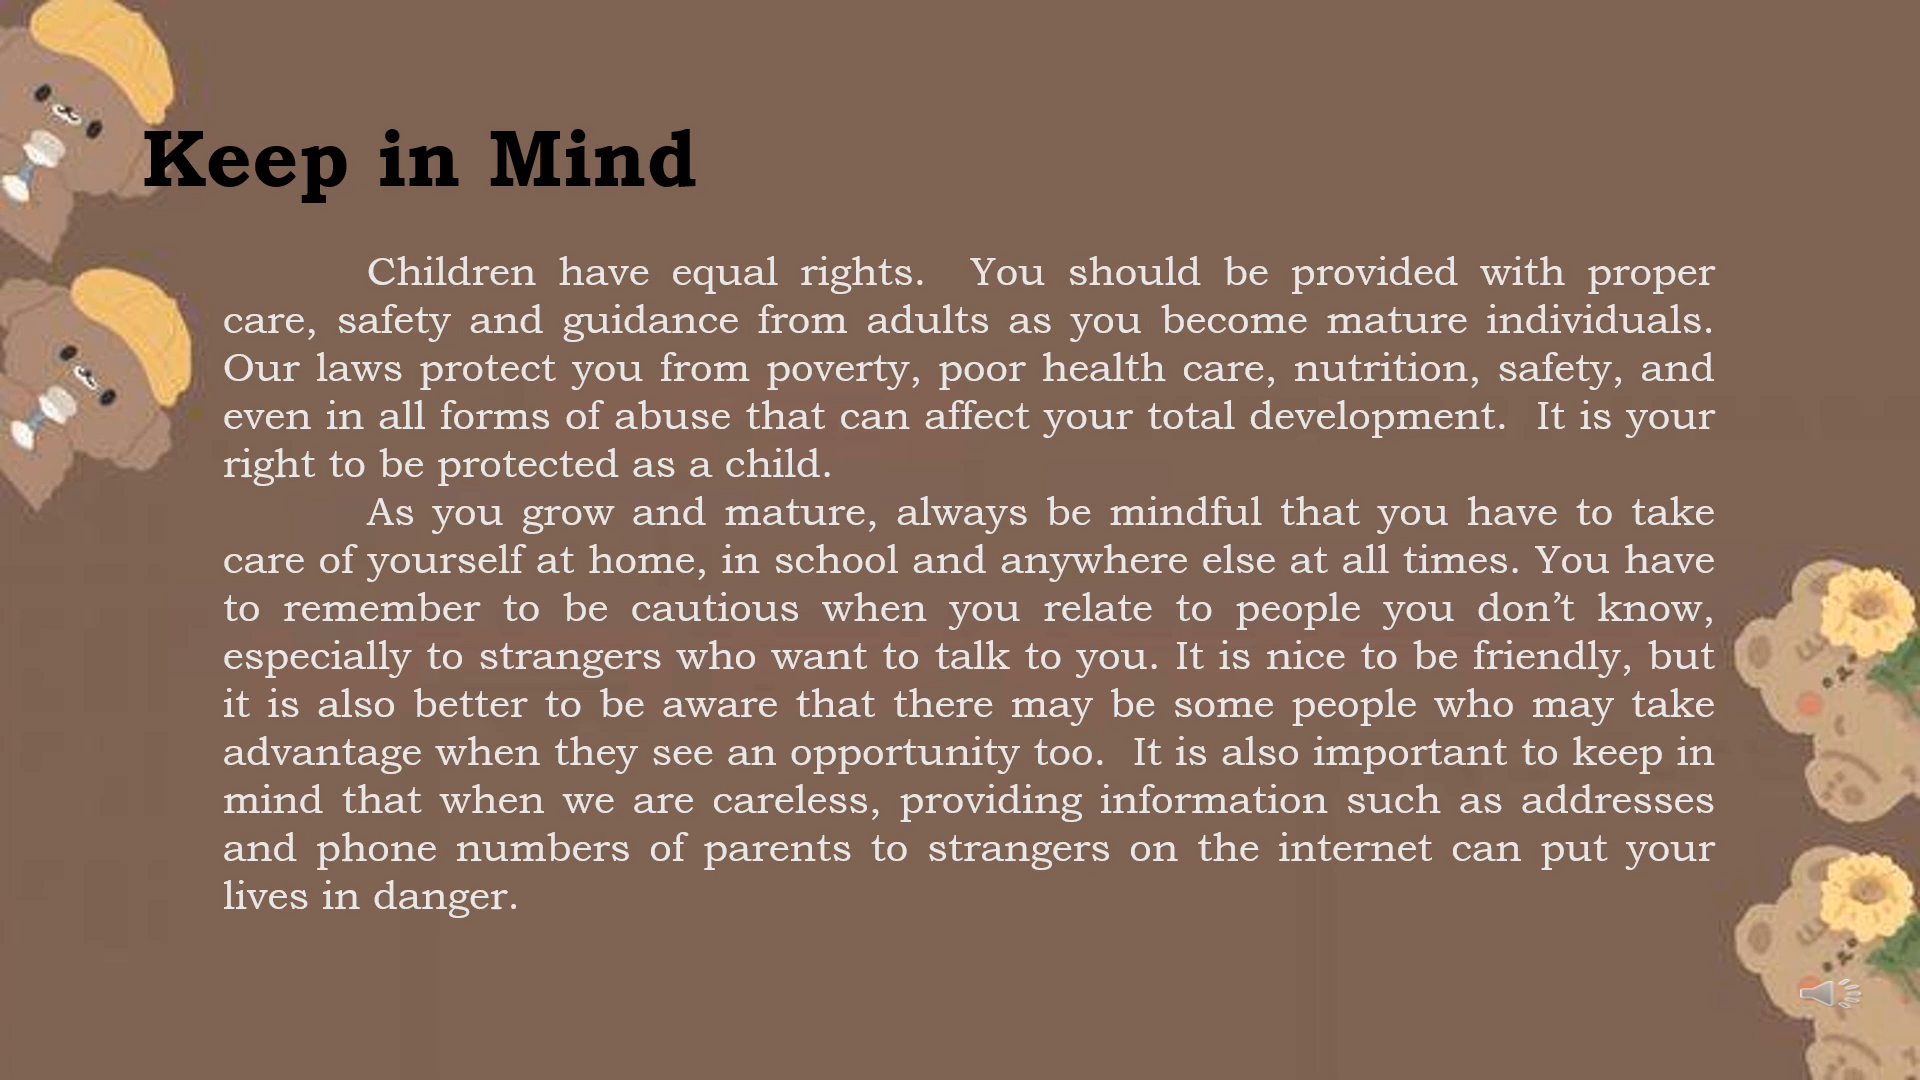 Keep in Mind
Children have equal rights.  You should be provided with proper
care, safety and guidance from adults as you become mature individuals.
Our laws protect you from poverty, poor health care, nutrition, safety, and
even in all forms of abuse that can affect your total development.  It is your
right to be protected as a child.
As you grow and mature, always be mindful that you have to take
care of yourself at home, in school and anywhere else at all times. You have
to remember to be cautious when you relate to people you don’t know,
especially to strangers who want to talk to you. It is nice to be friendly, but
it is also better to be aware that there may be some people who may take
advantage when they see an opportunity too.  It is also important to keep in
mind that when we are careless, providing information such as addresses
and phone numbers of parents to strangers on the internet can put your
lives in danger.